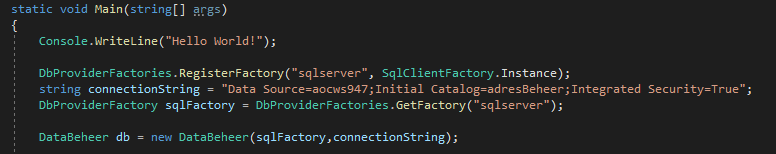 static void Main(string[] args)
{
Console.WriteLine("Hello World!");
DbProviderFactories.RegisterFactory("sqlserver", SqlClientFactory.Instance);
string connectionString = "Data Source=aocws947;Initial Catalog=adresBeheer;Integrated Security=True";
DbProviderFactory sqlFactory = DbProviderFactories.GetFactory("sqlserver");
DataBeheer db = new DataBeheer(sqlFactory,connectionString);